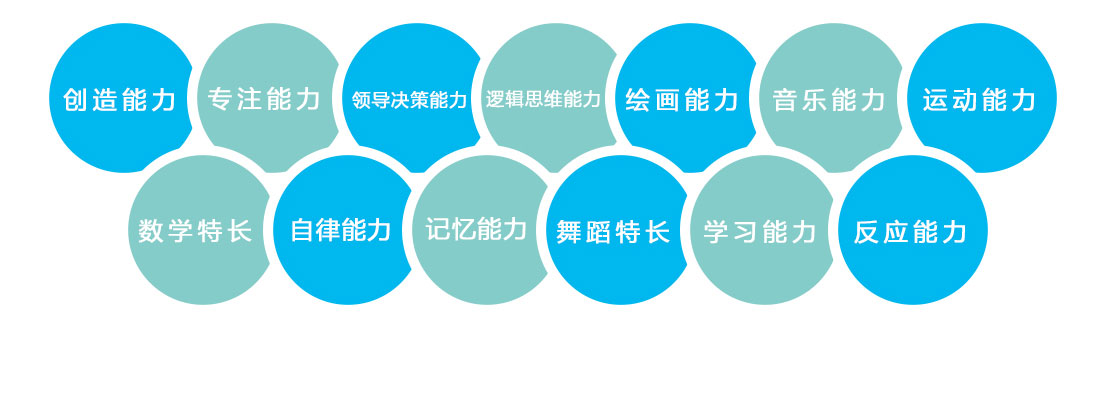 创造能力
专注能力
领导决策能力
逻辑思维能力
绘画能力
音乐能力
运动能力
数学特长
自律能力
记忆能力
舞蹈特长
学习能力
反应能力